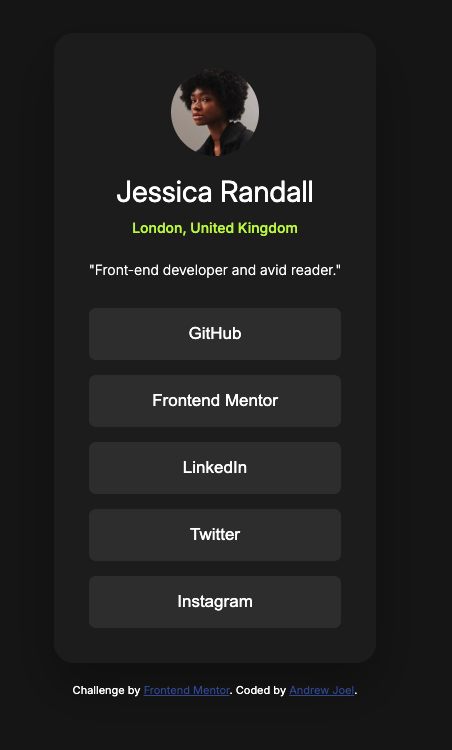 Jessica Randall
London, United Kingdom
"Front-end developer and avid reader."
GitHub
Frontend Mentor
LinkedIn
Twitter
Instagram
Challenge by Frontend Mentor. Coded by Andrew Joel.